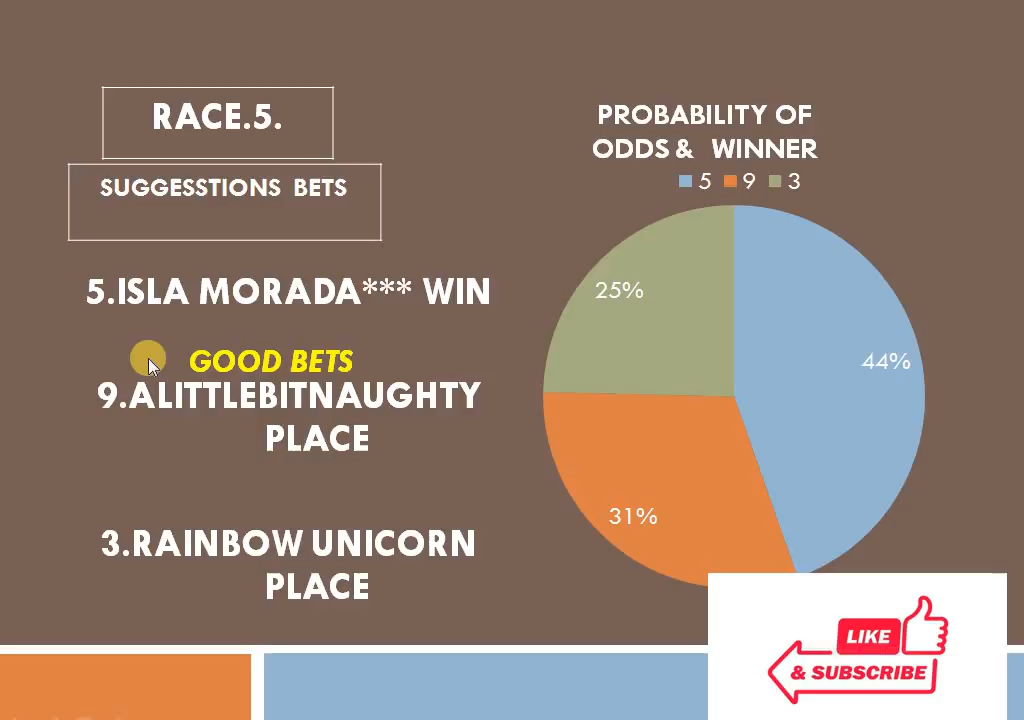 RACE.5.
SUGGESSTIONS BETS
5.ISLA MORADA*** WIN
GOOD BETS
9.ALITTLEBITNAUGHTY
PLACE
3.RAINBOW UNICORN
PLACE
PROBABILITY OF
ODDS & WINNER
5 9 3
25%
44%
31%
LIKE
& SUBSCRIBE